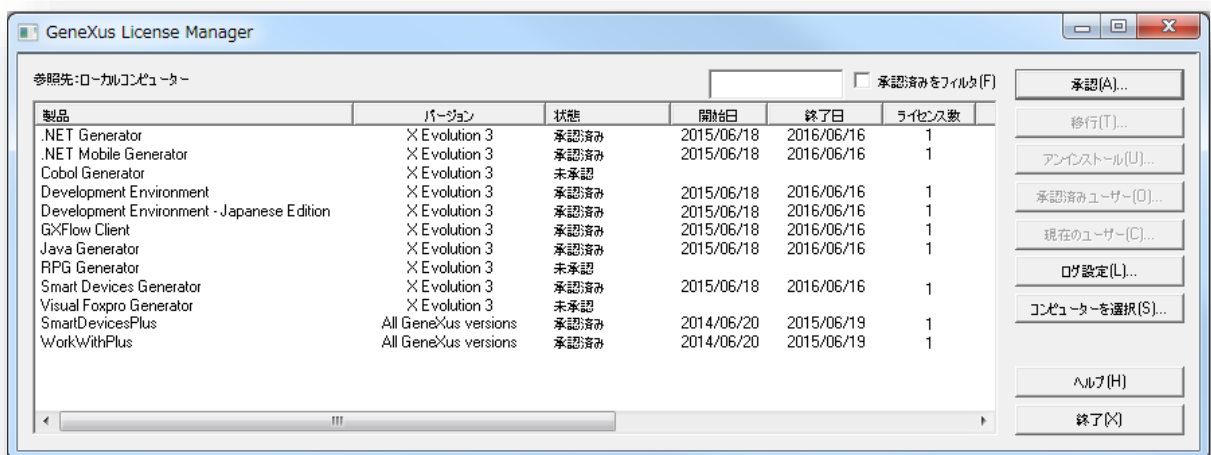 GeneXus License Manager
参照先:ローカルコンピューター
承認済みをフィルタ(F)
承認(A)...
製品 バージョン 状態 開始日 終了日 ライセンス数
.NET Generator X Evolution 3 承認済み 2015/06/18 2016/06/16 1
.NET Mobile Generator X Evolution 3 承認済み 2015/06/18 2016/06/16 1
Cobol Generator X Evolution 3 未承認
Development Environment X Evolution 3 承認済み 2015/06/18 2016/06/16 1
Development Environment - Japanese Edition X Evolution 3 承認済み 2015/06/18 2016/06/16 1
GXFlow Client X Evolution 3 承認済み 2015/06/18 2016/06/16 1
Java Generator X Evolution 3 承認済み 2015/06/18 2016/06/16 1
RPG Generator X Evolution 3 未承認
Smart Devices Generator X Evolution 3 承認済み 2015/06/18 2016/06/16 1
Visual Foxpro Generator X Evolution 3 未承認
SmartDevicesPlus All GeneXus versions 承認済み 2014/06/20 2015/06/19 1
WorkWithPlus All GeneXus versions 承認済み 2014/06/20 2015/06/19 1
移行(T)...
アンインストール(U)...
承認済みユーザー(O)...
現在のユーザー(C)...
ログ設定(L)...
コンピューターを選択(S)...
ヘルプ(H)
終了(X)